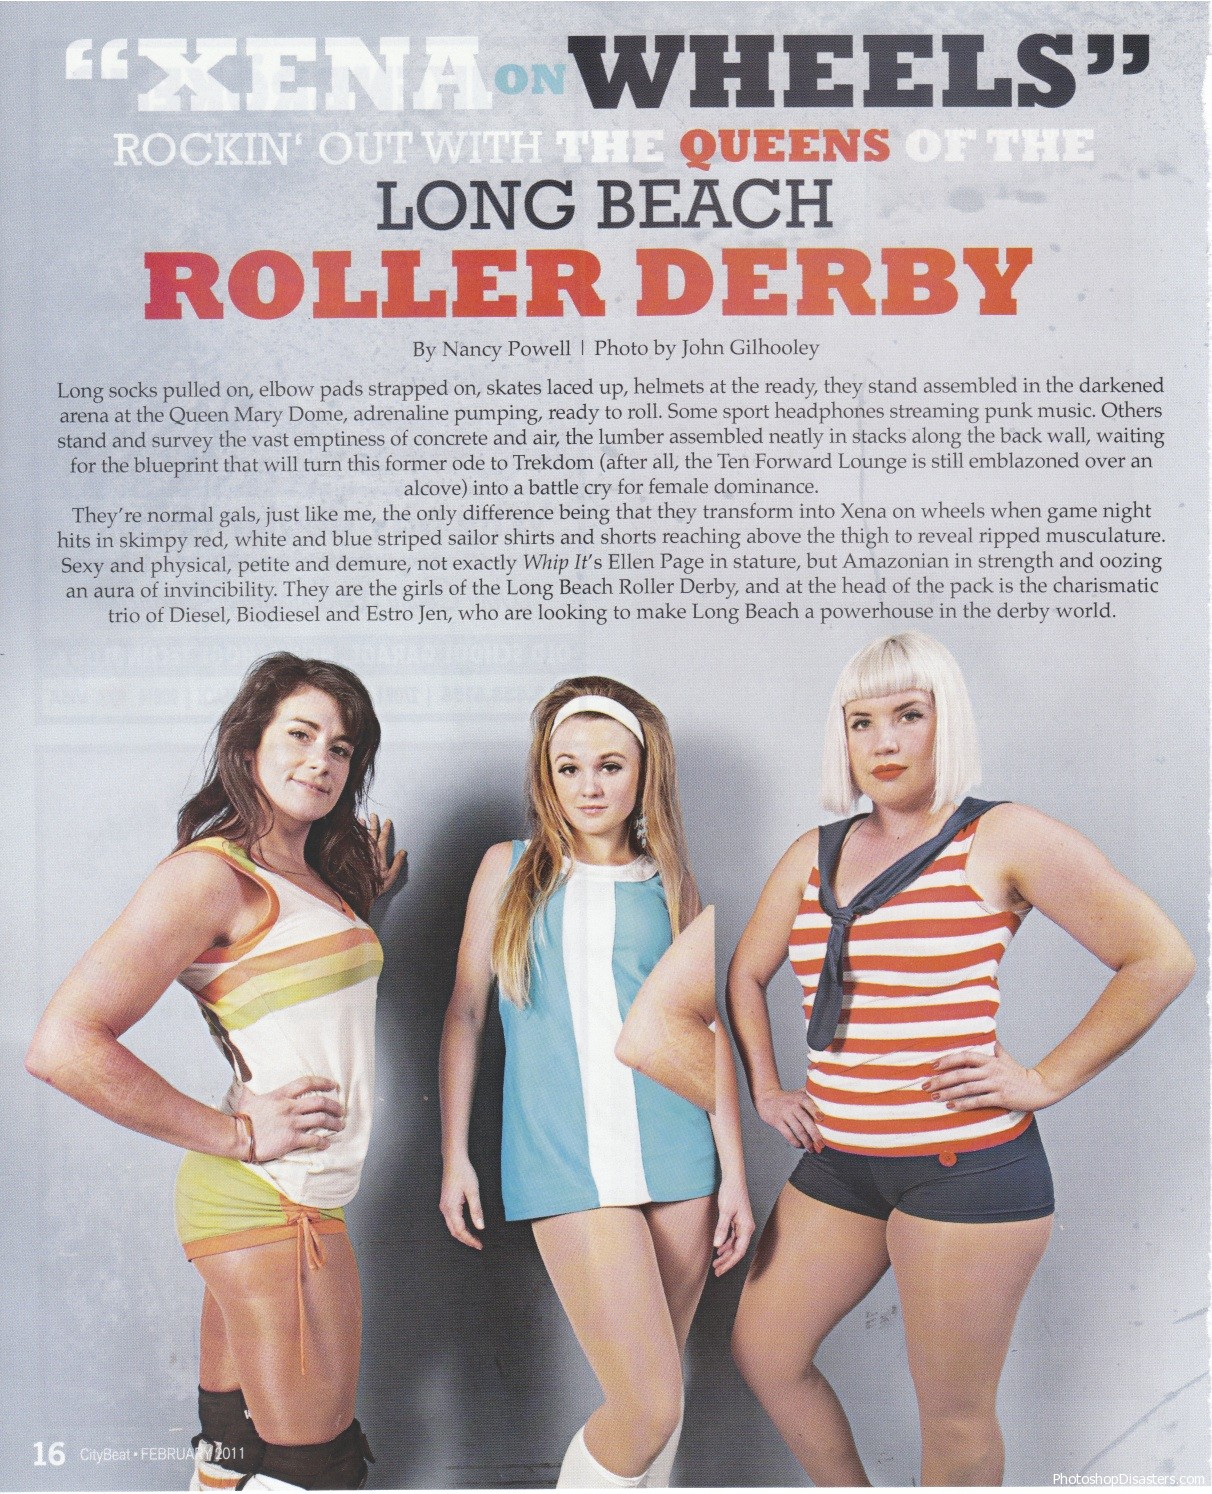 “XENA ON WHEELS”
ROCKIN‘ OUT WITH THE QUEENS OF THE
LONG BEACH
ROLLER DERBY
By Nancy Powell | Photo by John Gilhooley
Long socks pulled on, elbow pads strapped on, skates laced up, helmets at the ready, they stand assembled in the darkened
arena at the Queen Mary Dome, adrenaline pumping, ready to roll. Some sport headphones streaming punk music. Others
stand and survey the vast emptiness of concrete and air, the lumber assembled neatly in stacks along the back wall, waiting
for the blueprint that will turn this former ode to Trekdom (after all, the Ten Forward Lounge is still emblazoned over an
alcove) into a battle cry for female dominance.
They’re normal gals, just like me, the only difference being that they transform into Xena on wheels when game night
hits in skimpy red, white and blue striped sailor shirts and shorts reaching above the thigh to reveal ripped musculature.
Sexy and physical, petite and demure, not exactly Whip It’s Ellen Page in stature, but Amazonian in strength and oozing
an aura of invincibility. They are the girls of the Long Beach Roller Derby, and at the head of the pack is the charismatic
trio of Diesel, Biodiesel and Estro Jen, who are looking to make Long Beach a powerhouse in the derby world.
16 CityBeat • FEBRUARY 2011
PhotoshopDisasters.com